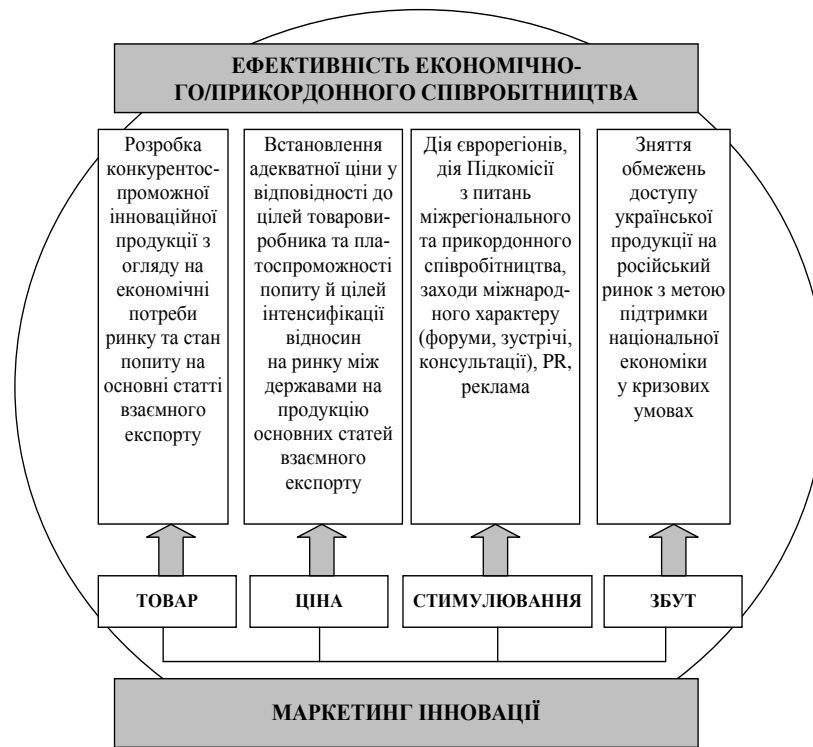 ЕФЕКТИВНІСТЬ ЕКОНОМІЧНО-
ГО/ПРИКОРДОННОГО СПІВРОБІТНИЦТВА
Розробка
конкурентос-
проможної
інноваційної
продукції з
огляду на
економічні
потреби
ринку та стан
попиту на
основні статті
взаємного
експорту
Встановлення
адекватної ціни у
відповідності до
цілей товарови-
робника та пла-
тоспроможності
попиту й цілей
інтенсифікації
відносин
на ринку між
державами на
продукцію
основних статей
взаємного
експорту
Дія єврорегіонів,
дія Підкомісії
з питань
міжрегіонального
та прикордонного
співробітництва,
заходи міжнарод-
ного характеру
(форуми, зустрічі,
консультації), PR,
реклама
Зняття
обмежень
доступу
української
продукції на
російський
ринок з метою
підтримки
національної
економіки
у кризових
умовах
ТОВАР
ЦІНА
СТИМУЛЮВАННЯ
ЗБУТ
МАРКЕТИНГ ІННОВАЦІЇ